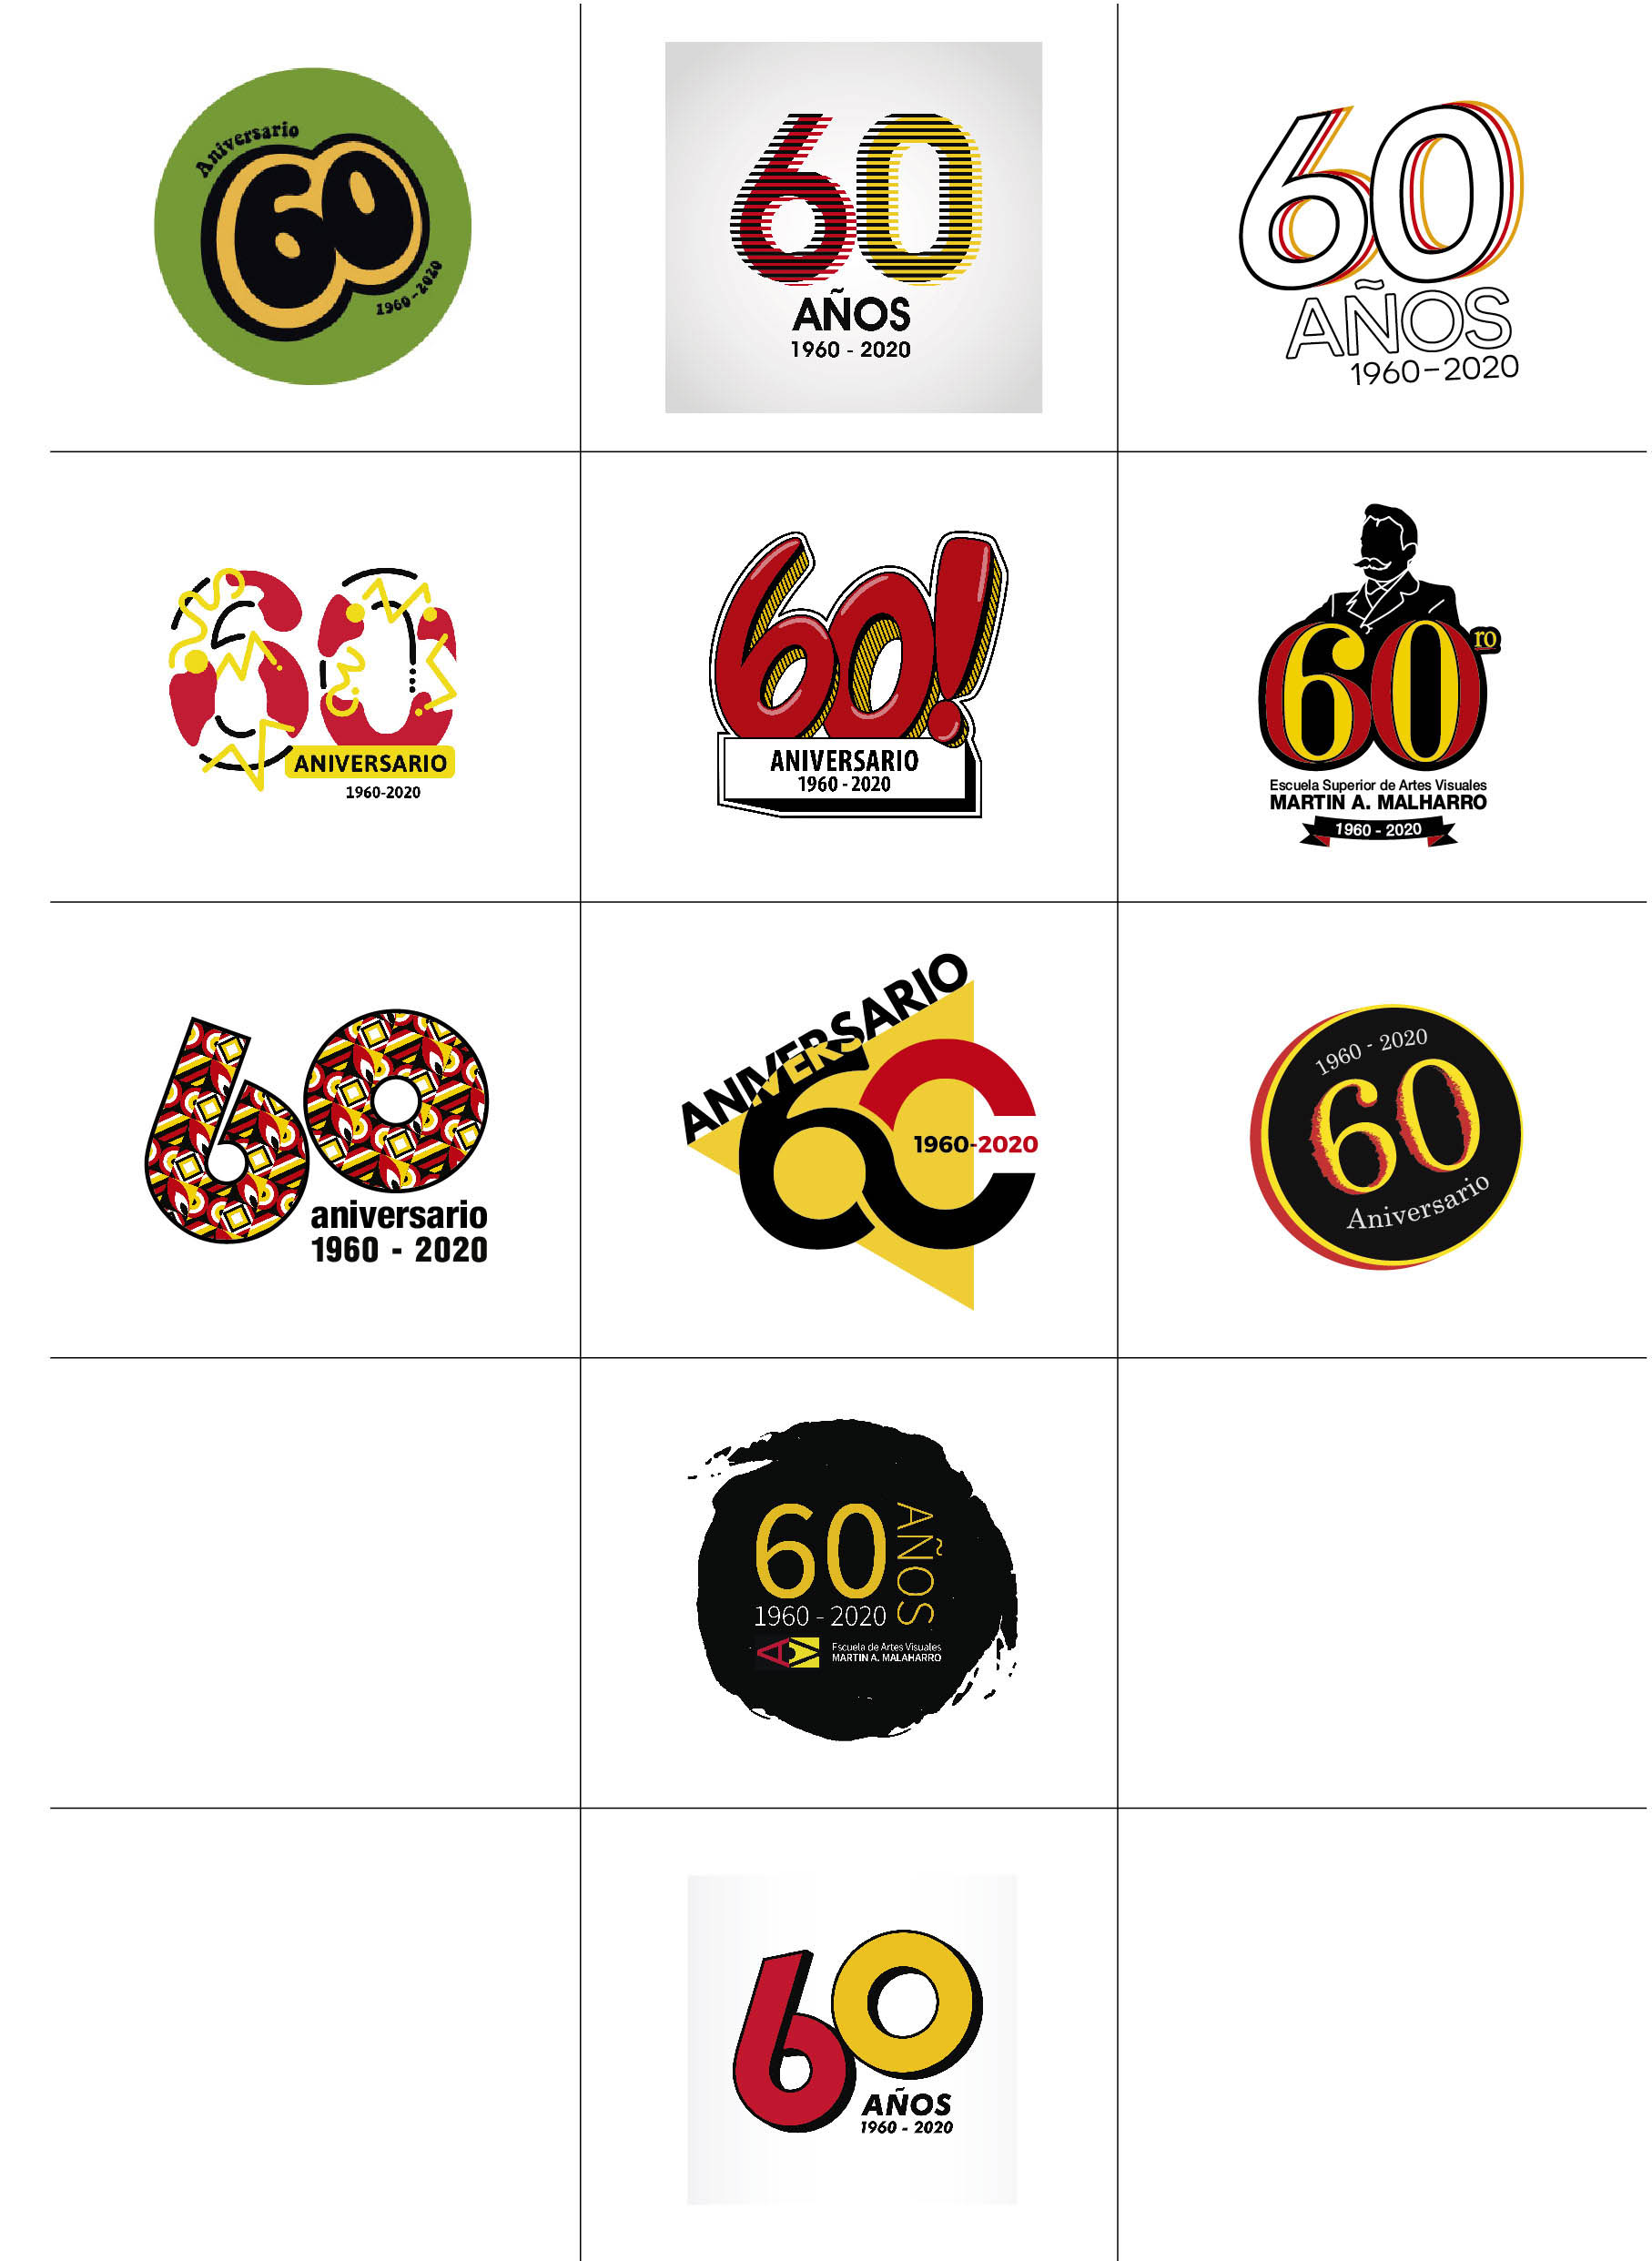 Aniversario
60
1960-2020
60
AÑOS
1960 - 2020
60
AÑOS
1960-2020
60
ANIVERSARIO
1960-2020
60!
ANIVERSARIO
1960 - 2020
60 ro
Escuela Superior de Artes Visuales
MARTIN A. MALHARRO
1960 - 2020
60
aniversario
1960 - 2020
ANIVERSARIO
60
1960-2020
1960 - 2020
60
Aniversario
60 AÑOS
1960 - 2020
AV
Escuela de Artes Visuales
MARTIN A. MALAHARRO
60
AÑOS
1960 - 2020